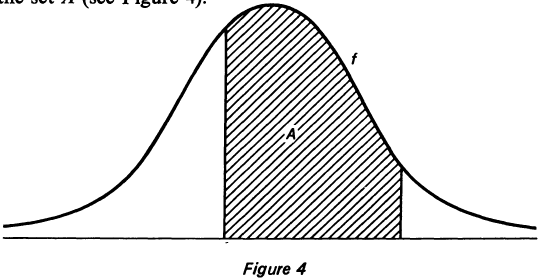 the set A (see Figure 4).
f
A
Figure 4